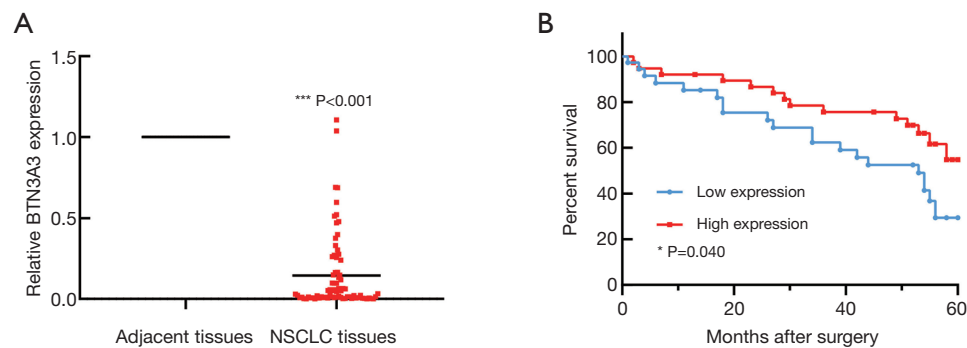 A
Relative BTN3A3 expression
1.5
1.0
0.5
0.0
*** P<0.001
Adjacent tissues
NSCLC tissues
B
Percent survival
100
80
60
40
20
0
Low expression
High expression
* P=0.040
0
20
40
60
Months after surgery